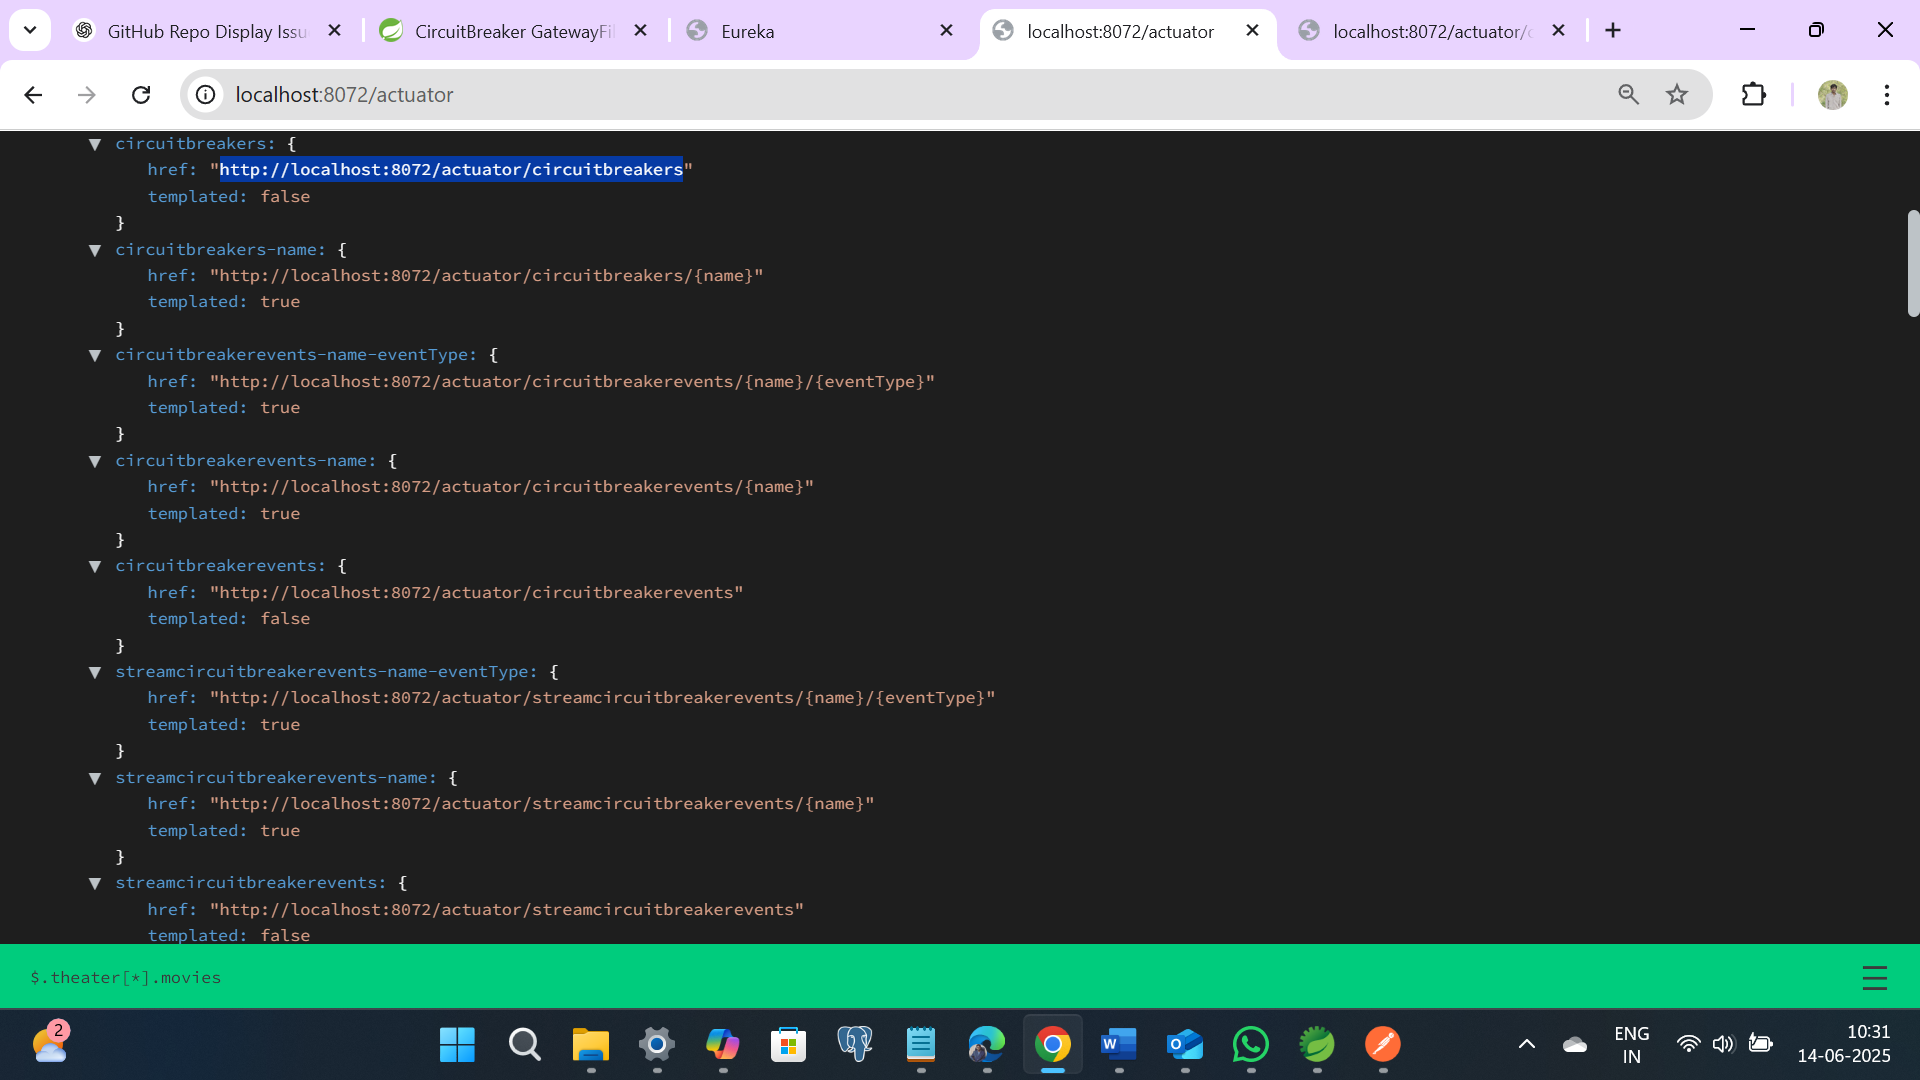 GitHub Repo Display Issu
CircuitBreaker GatewayFil
Eureka
localhost:8072/actuator
localhost:8072/actuator/c
localhost:8072/actuator
▼ circuitbreakers: {
href: "http://localhost:8072/actuator/circuitbreakers"
templated: false
}
▼ circuitbreakers-name: {
href: "http://localhost:8072/actuator/circuitbreakers/{name}"
templated: true
}
▼ circuitbreakerevents-name-eventType: {
href: "http://localhost:8072/actuator/circuitbreakerevents/{name}/{eventType}"
templated: true
}
▼ circuitbreakerevents-name: {
href: "http://localhost:8072/actuator/circuitbreakerevents/{name}"
templated: true
}
▼ circuitbreakerevents: {
href: "http://localhost:8072/actuator/circuitbreakerevents"
templated: false
}
▼ streamcircuitbreakerevents-name-eventType: {
href: "http://localhost:8072/actuator/streamcircuitbreakerevents/{name}/{eventType}"
templated: true
}
▼ streamcircuitbreakerevents-name: {
href: "http://localhost:8072/actuator/streamcircuitbreakerevents/{name}"
templated: true
}
▼ streamcircuitbreakerevents: {
href: "http://localhost:8072/actuator/streamcircuitbreakerevents"
templated: false
$.theater[*].movies
2
ENG
IN
10:31
14-06-2025